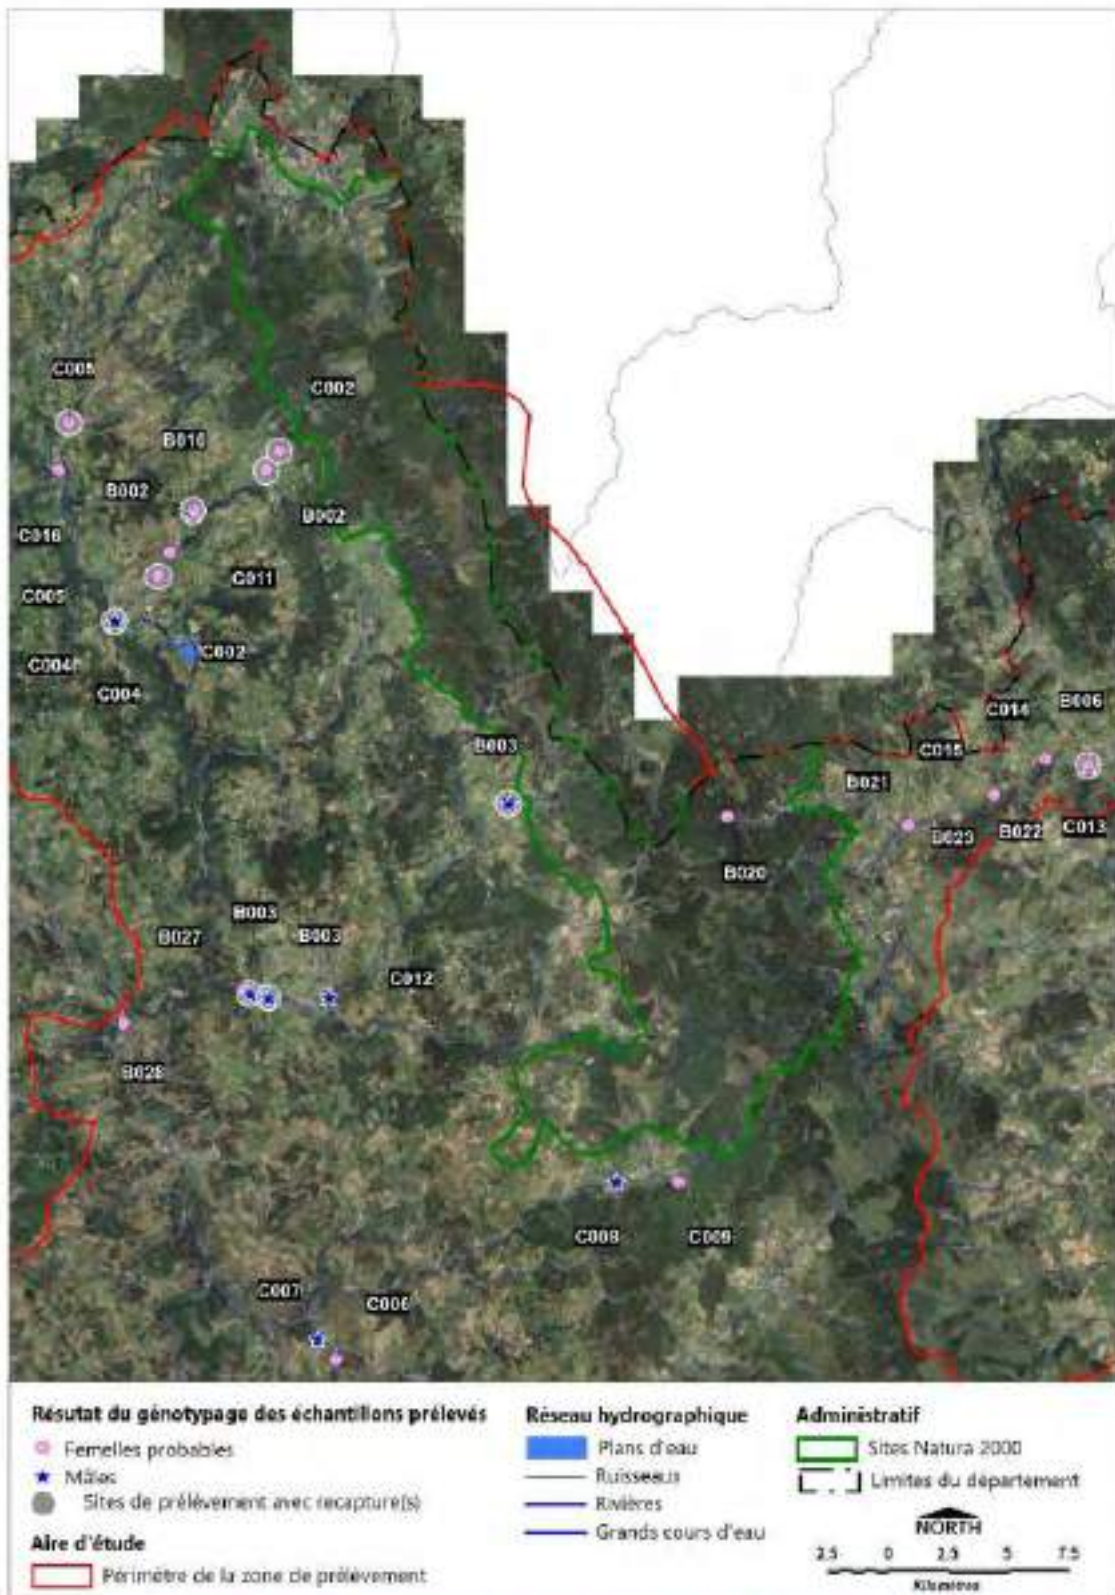 C005
C002
B010
B002
B002
C016
C011
C005
C002
C004
C004
C014
B006
B003
C015
B021
B023
B022
C013
B020
B003
B027
B003
C012
B028
C008
C009
C007
C006
Résutat du génotypage des échantillons prélevés
Femelles probables
Mâles
Sites de prélèvement avec recapture(s)
Aire d'étude
Périmètre de la zone de prélèvement
Réseau hydrographique
Plans d'eau
Ruisseaux
Rivières
Grands cours d'eau
Administratif
Sites Natura 2000
Limites du département
NORTH
2.5 0 2.5 5 7.5
Kilomètres